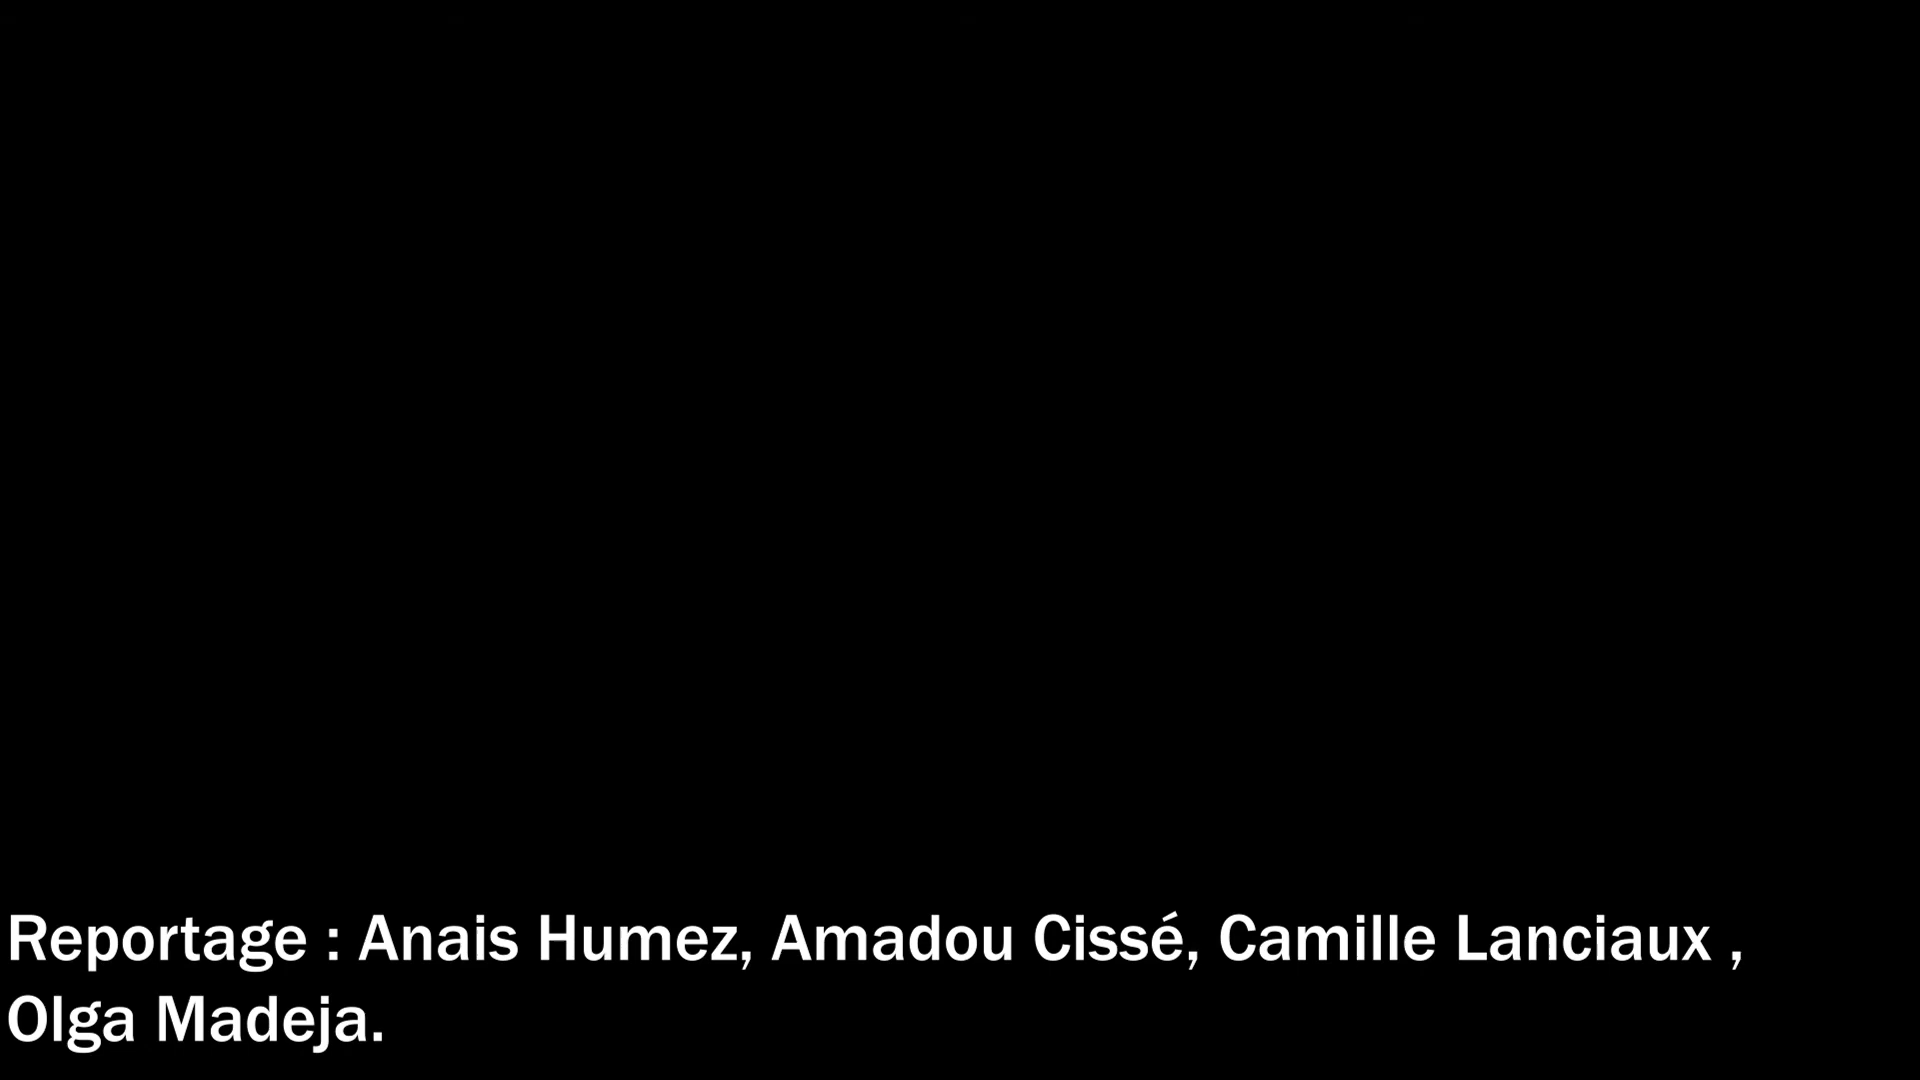 Reportage : Anais Humez, Amadou Cissé, Camille Lanciaux ,
Olga Madeja.